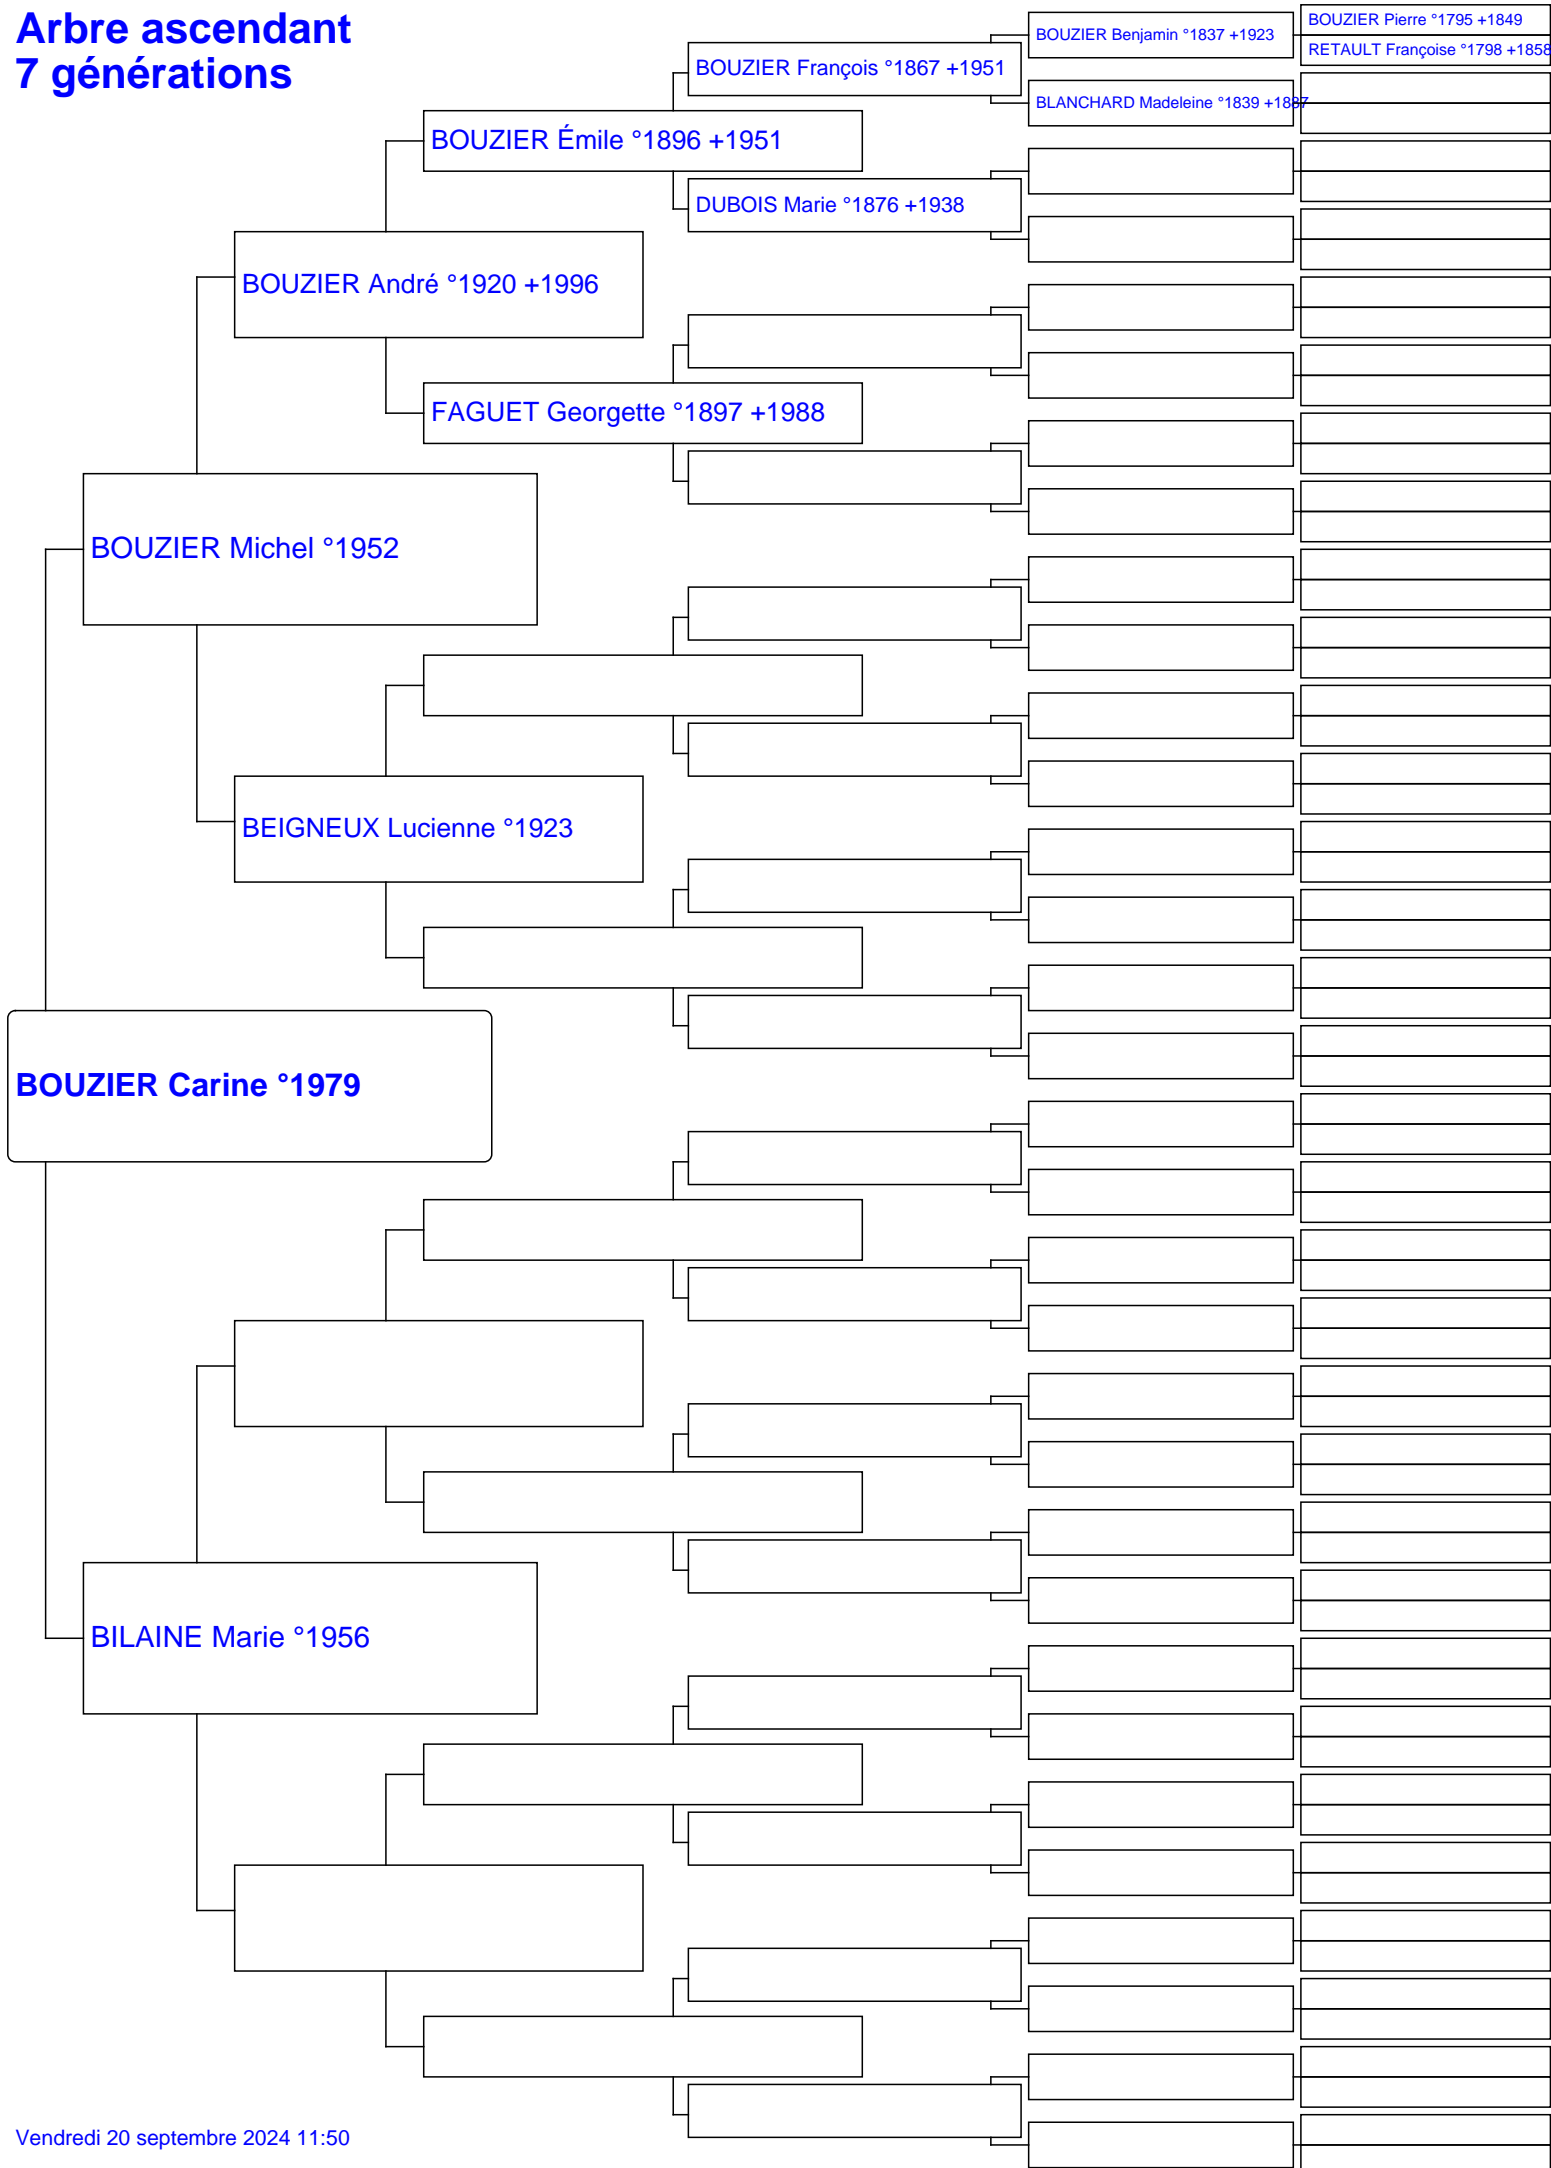 Arbre ascendant
7 générations
BOUZIER Pierre °1795 +1849
BOUZIER Benjamin °1837 +1923
RETAULT Françoise °1798 +1858
BOUZIER François °1867 +1951
BLANCHARD Madeleine °1839 +1887
BOUZIER Émile °1896 +1951
DUBOIS Marie °1876 +1938
BOUZIER André °1920 +1996
FAGUET Georgette °1897 +1988
BOUZIER Michel °1952
BEIGNEUX Lucienne °1923
BOUZIER Carine °1979
BILAINE Marie °1956
Vendredi 20 septembre 2024 11:50